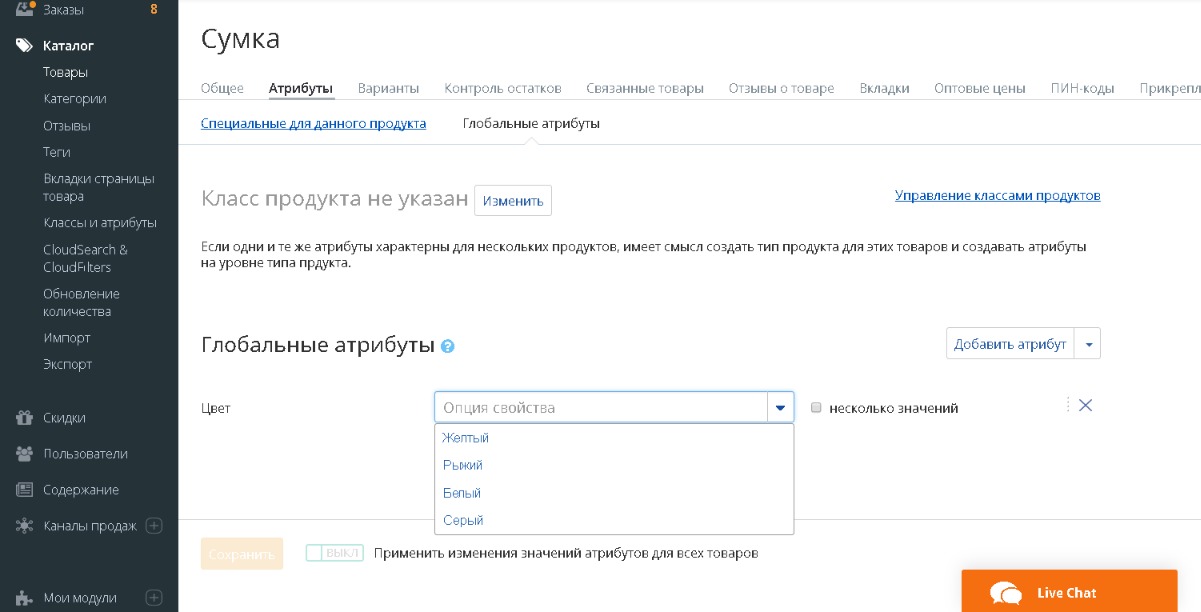 Заказы 8
Каталог
Товары
Категории
Отзывы
Теги
Вкладки страницы
товара
Классы и атрибуты
CloudSearch &
CloudFilters
Обновление
количества
Импорт
Экспорт
Скидки
Пользователи
Содержание
Каналы продаж
Мои модули
Сумка
Общее Атрибуты Варианты Контроль остатков Связанные товары Отзывы о товаре Вкладки Оптовые цены ПИН-коды Прикрепл
Специальные для данного продукта Глобальные атрибуты
Класс продукта не указан Изменить Управление классами продуктов
Если одни и те же атрибуты характерны для нескольких продуктов, имеет смысл создать тип продукта для этих товаров и создавать атрибуты
на уровне типа прдукта.
Глобальные атрибуты ? Добавить атрибут
Цвет Опция свойства несколько значений
Желтый
Рыжий
Белый
Серый
Сохранить ВЫКЛ Применить изменения значений атрибутов для всех товаров
Live Chat